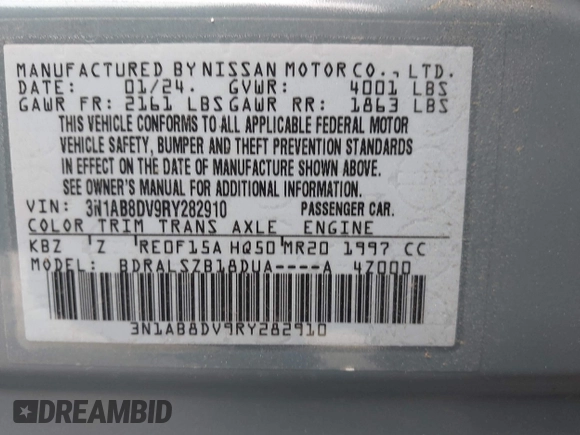 MANUFACTURED BY NISSAN MOTOR CO., LTD.
DATE: 01/24. GVWR: 4001 LBS
GAWR FR: 2161 LBS GAWR RR: 1863 LBS
THIS VEHICLE CONFORMS TO ALL APPLICABLE FEDERAL MOTOR
VEHICLE SAFETY, BUMPER AND THEFT PREVENTION STANDARDS
IN EFFECT ON THE DATE OF MANUFACTURE SHOWN ABOVE.
SEE OWNER'S MANUAL FOR ADDITIONAL INFORMATION.
VIN: 3N1AB8DV9RY282910 PASSENGER CAR.
COLOR TRIM TRANS AXLE ENGINE
KBZ Z RE0F15A HQ50 MR20 1997 CC
MODEL: BDRALSZB18DUA----A 4Z000
3N1AB8DV9RY282910
DREAMBID